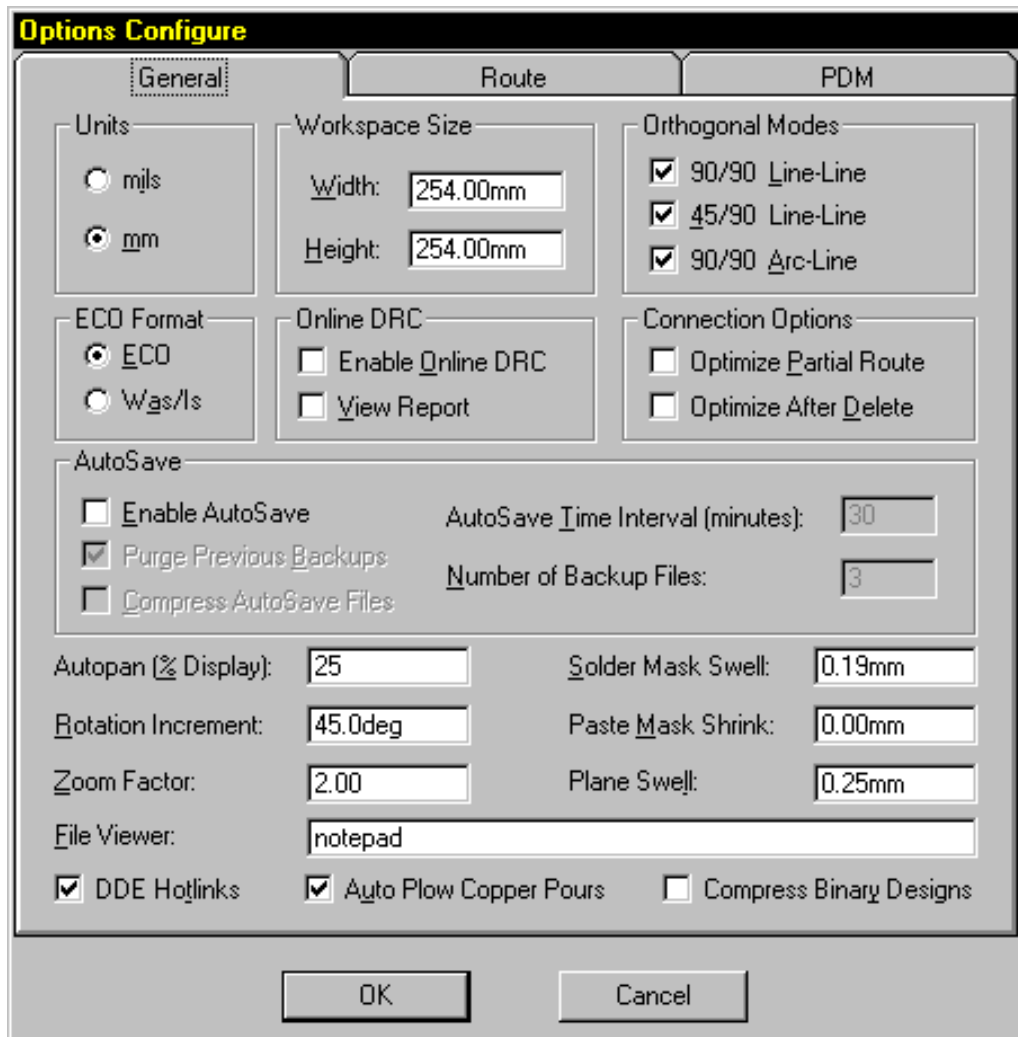 Options Configure
General Route PDM
Units Workspace Size Orthogonal Modes
mils Width: 254.00mm 90/90 Line-Line
mm Height: 254.00mm 45/90 Line-Line
90/90 Arc-Line
ECO Format Online DRC Connection Options
ECO Enable Online DRC Optimize Partial Route
Was/Is View Report Optimize After Delete
AutoSave
Enable AutoSave AutoSave Time Interval (minutes): 30
Purge Previous Backups
Number of Backup Files: 3
Compress AutoSave Files
Autopan (% Display): 25 Solder Mask Swell: 0.19mm
Rotation Increment: 45.0deg Paste Mask Shrink: 0.00mm
Zoom Factor: 2.00 Plane Swell: 0.25mm
File Viewer: notepad
DDE Hotlinks Auto Plow Copper Pours Compress Binary Designs
OK Cancel